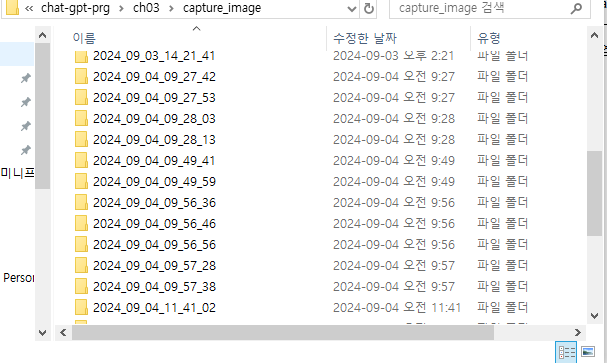 « chat-gpt-prg > ch03 > capture_image
capture_image 검색
이름 수정한 날짜 유형
2024_09_03_14_21_41 2024-09-03 오후 2:21 파일 폴더
2024_09_04_09_27_42 2024-09-04 오전 9:27 파일 폴더
2024_09_04_09_27_53 2024-09-04 오전 9:27 파일 폴더
2024_09_04_09_28_03 2024-09-04 오전 9:28 파일 폴더
2024_09_04_09_28_13 2024-09-04 오전 9:28 파일 폴더
2024_09_04_09_49_41 2024-09-04 오전 9:49 파일 폴더
2024_09_04_09_49_59 2024-09-04 오전 9:49 파일 폴더
2024_09_04_09_56_36 2024-09-04 오전 9:56 파일 폴더
2024_09_04_09_56_46 2024-09-04 오전 9:56 파일 폴더
2024_09_04_09_56_56 2024-09-04 오전 9:56 파일 폴더
2024_09_04_09_57_28 2024-09-04 오전 9:57 파일 폴더
2024_09_04_09_57_38 2024-09-04 오전 9:57 파일 폴더
2024_09_04_11_41_02 2024-09-04 오전 11:41 파일 폴더
미니프
Person